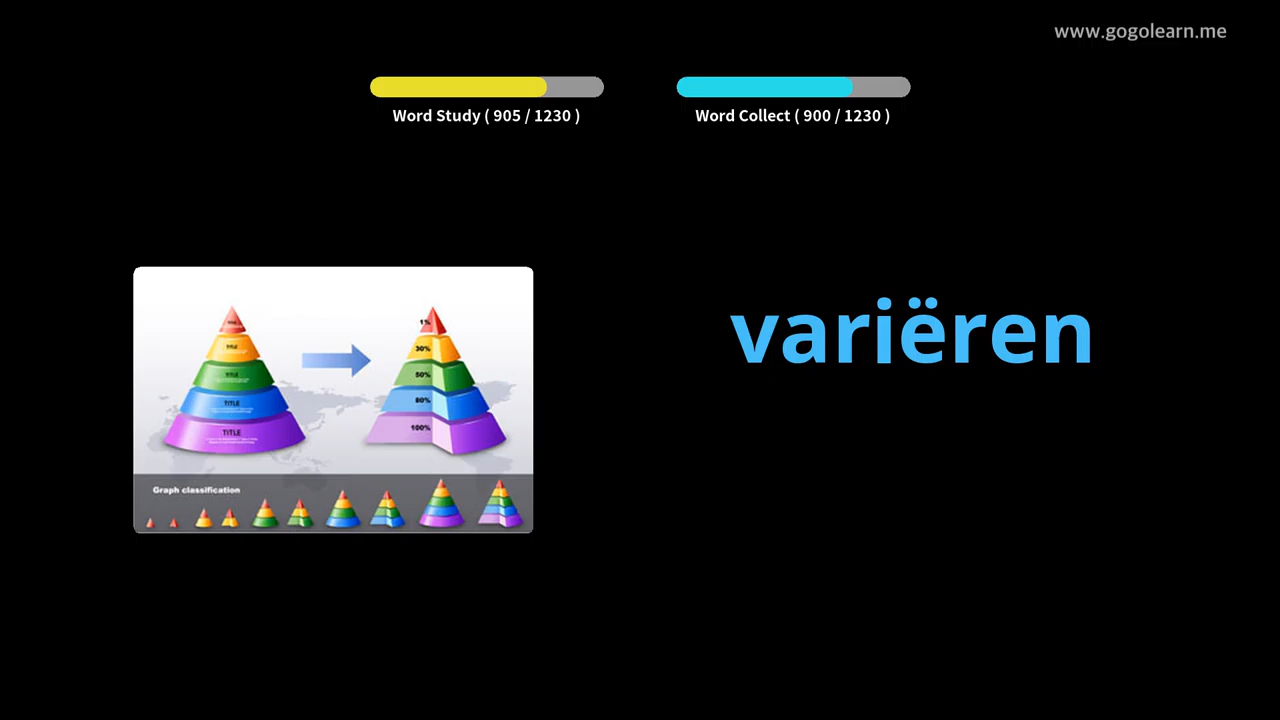 www.gogolearn.me
Word Study ( 905 / 1230 )
Word Collect ( 900 / 1230 )
variëren
1%
30%
TITLE
50%
TITLE
80%
TITLE
100%
TITLE
Graph classification